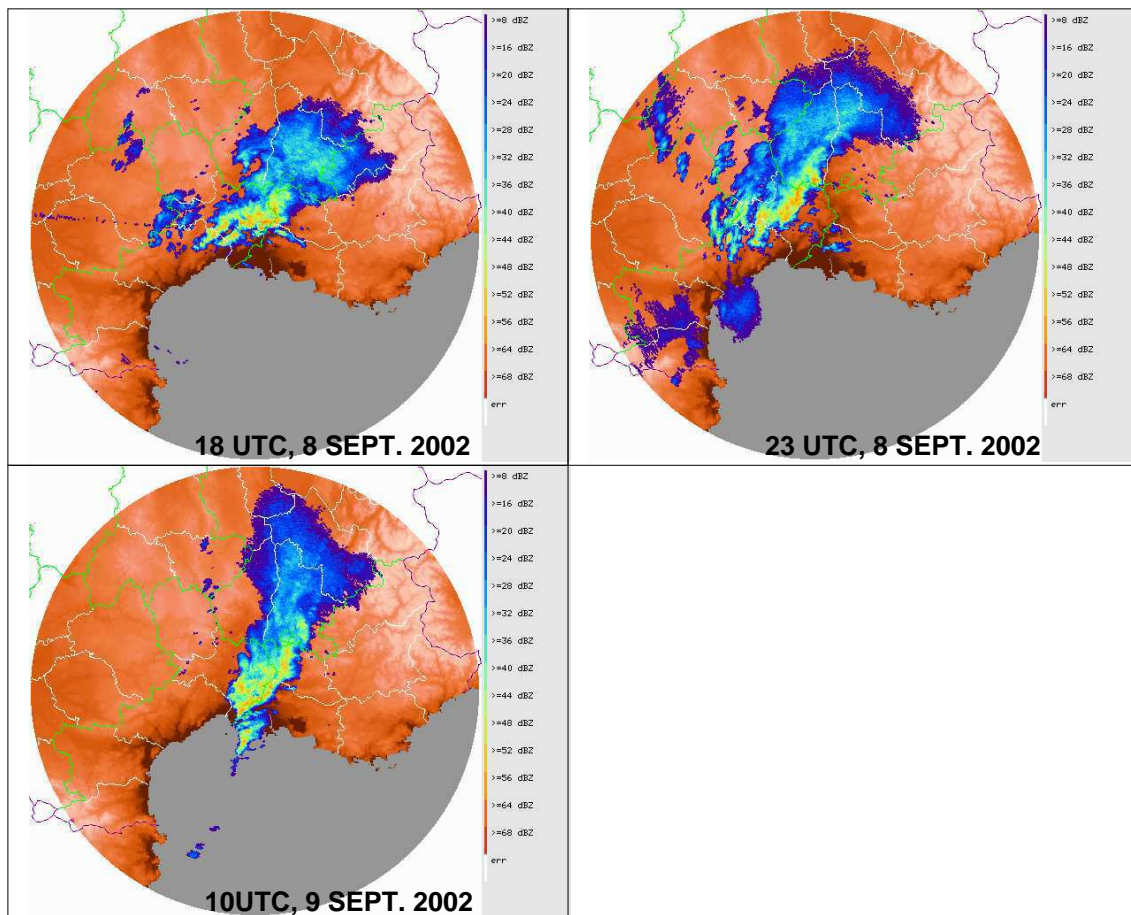 >=8 dBZ
>=16 dBZ
>=20 dBZ
>=24 dBZ
>=28 dBZ
>=32 dBZ
>=36 dBZ
>=40 dBZ
>=44 dBZ
>=48 dBZ
>=52 dBZ
>=56 dBZ
>=64 dBZ
>=68 dBZ
err
18 UTC, 8 SEPT. 2002
>=8 dBZ
>=16 dBZ
>=20 dBZ
>=24 dBZ
>=28 dBZ
>=32 dBZ
>=36 dBZ
>=40 dBZ
>=44 dBZ
>=48 dBZ
>=52 dBZ
>=56 dBZ
>=64 dBZ
>=68 dBZ
err
23 UTC, 8 SEPT. 2002
>=8 dBZ
>=16 dBZ
>=20 dBZ
>=24 dBZ
>=28 dBZ
>=32 dBZ
>=36 dBZ
>=40 dBZ
>=44 dBZ
>=48 dBZ
>=52 dBZ
>=56 dBZ
>=64 dBZ
>=68 dBZ
err
10UTC, 9 SEPT. 2002